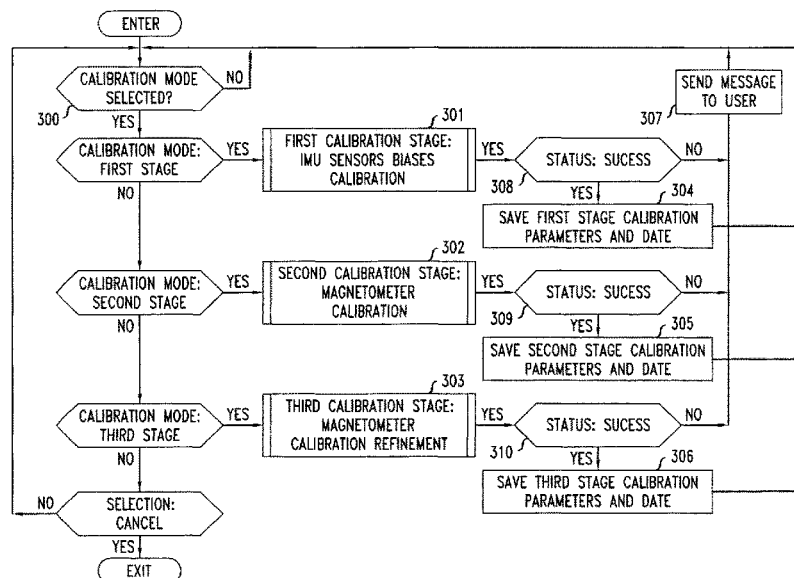 ENTER
CALIBRATION MODE
SELECTED?
NO
300
YES
SEND MESSAGE
TO USER
307
CALIBRATION MODE:
FIRST STAGE
YES
301
FIRST CALIBRATION STAGE:
IMU SENSORS BIASES
CALIBRATION
YES
STATUS: SUCESS
NO
308
YES
304
SAVE FIRST STAGE CALIBRATION
PARAMETERS AND DATE
NO
CALIBRATION MODE:
SECOND STAGE
YES
302
SECOND CALIBRATION STAGE:
MAGNETOMETER
CALIBRATION
YES
STATUS: SUCESS
NO
309
YES
305
SAVE SECOND STAGE CALIBRATION
PARAMETERS AND DATE
NO
CALIBRATION MODE:
THIRD STAGE
YES
303
THIRD CALIBRATION STAGE:
MAGNETOMETER
CALIBRATION REFINEMENT
YES
STATUS: SUCESS
NO
310
YES
306
SAVE THIRD STAGE CALIBRATION
PARAMETERS AND DATE
NO
SELECTION:
CANCEL
NO
YES
EXIT